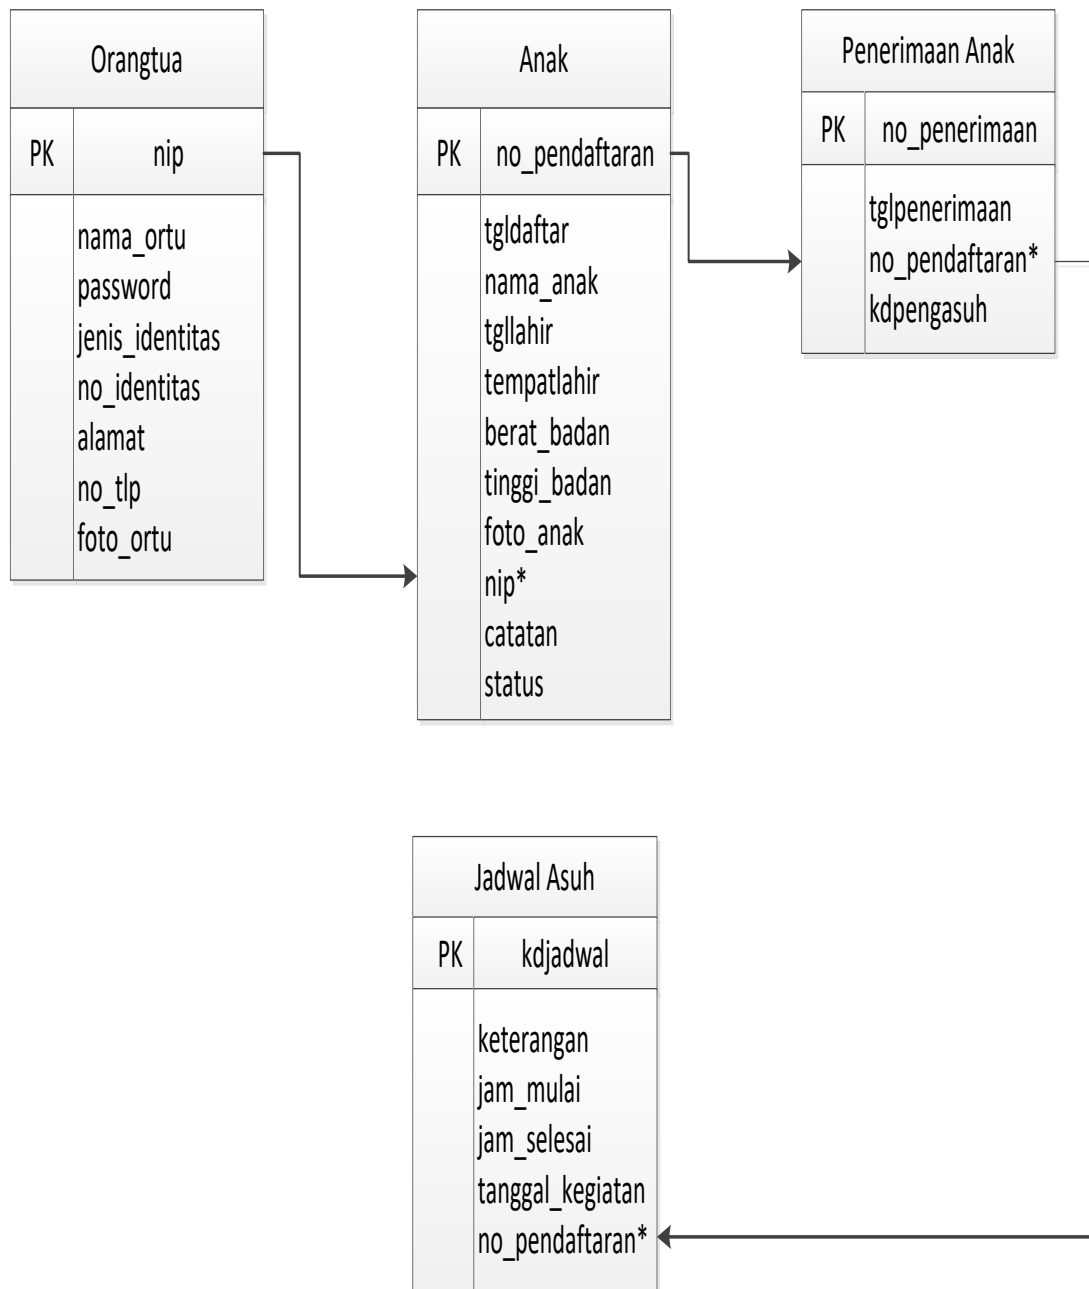 Orangtua
PK nip
nama_ortu
password
jenis_identitas
no_identitas
alamat
no_tlp
foto_ortu
Anak
PK no_pendaftaran
tgldaftar
nama_anak
tgllahir
tempatlahir
berat_badan
tinggi_badan
foto_anak
nip*
catatan
status
Penerimaan Anak
PK no_penerimaan
tglpenerimaan
no_pendaftaran*
kdpengasuh
Jadwal Asuh
PK kdjadwal
keterangan
jam_mulai
jam_selesai
tanggal_kegiatan
no_pendaftaran*